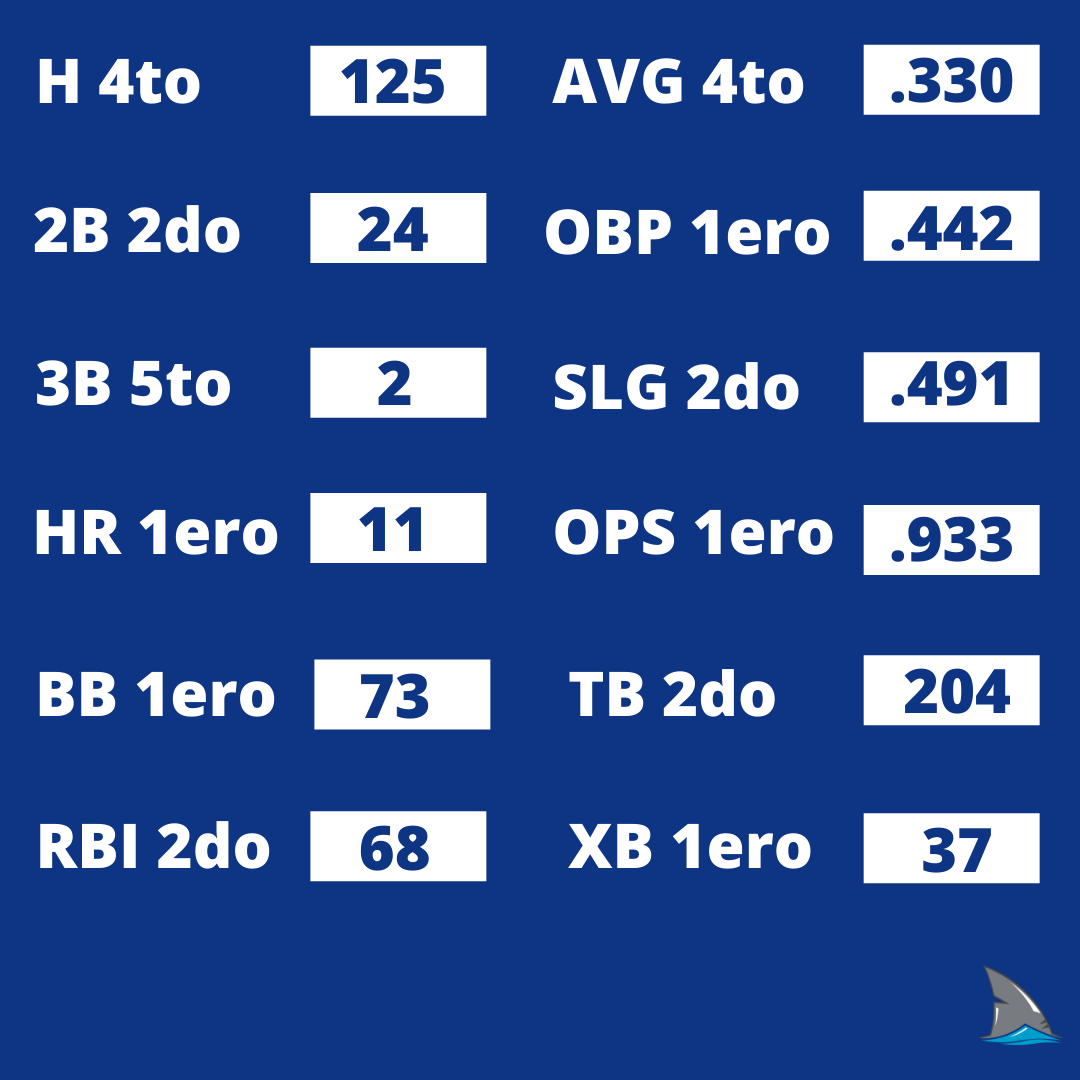 H 4to 125
AVG 4to .330
2B 2do 24
OBP 1ero .442
3B 5to 2
SLG 2do .491
HR 1ero 11
OPS 1ero .933
BB 1ero 73
TB 2do 204
RBI 2do 68
XB 1ero 37